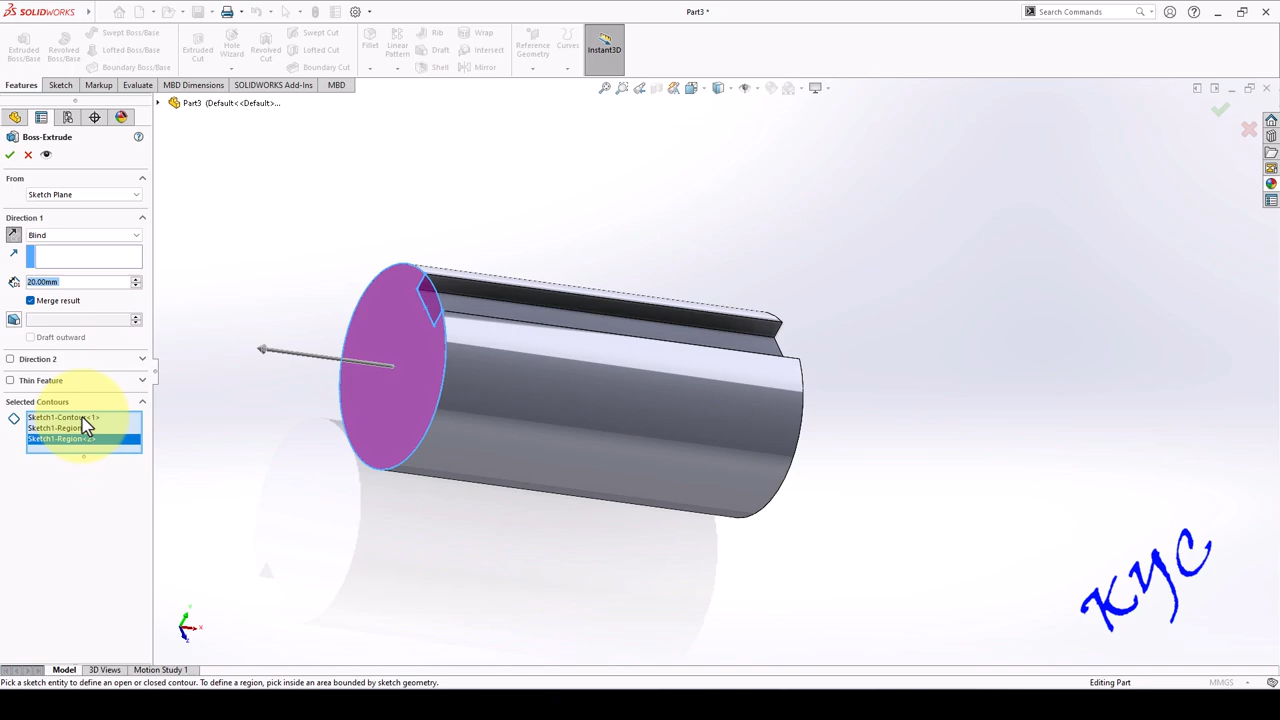 SOLIDWORKS
Part3 *
Search Commands
Extruded Boss/Base
Revolved Boss/Base
Swept Boss/Base
Lofted Boss/Base
Boundary Boss/Base
Extruded Cut
Hole Wizard
Revolved Cut
Swept Cut
Lofted Cut
Boundary Cut
Fillet
Linear Pattern
Rib
Draft
Shell
Wrap
Intersect
Mirror
Reference Geometry
Curves
Instant3D
Features
Sketch
Markup
Evaluate
MBD Dimensions
SOLIDWORKS Add-Ins
MBD
Part3 (Default<<Default>...
Boss-Extrude
From
Sketch Plane
Direction 1
Blind
20.00mm
Merge result
Draft outward
Direction 2
Thin Feature
Selected Contours
Sketch1-Contour<1>
Sketch1-Region
Sketch1-Region<2>
KYC
Y
X
Z
Model
3D Views
Motion Study 1
Pick a sketch entity to define an open or closed contour. To define a region, pick inside an area bounded by sketch geometry.
Editing Part
MMGS